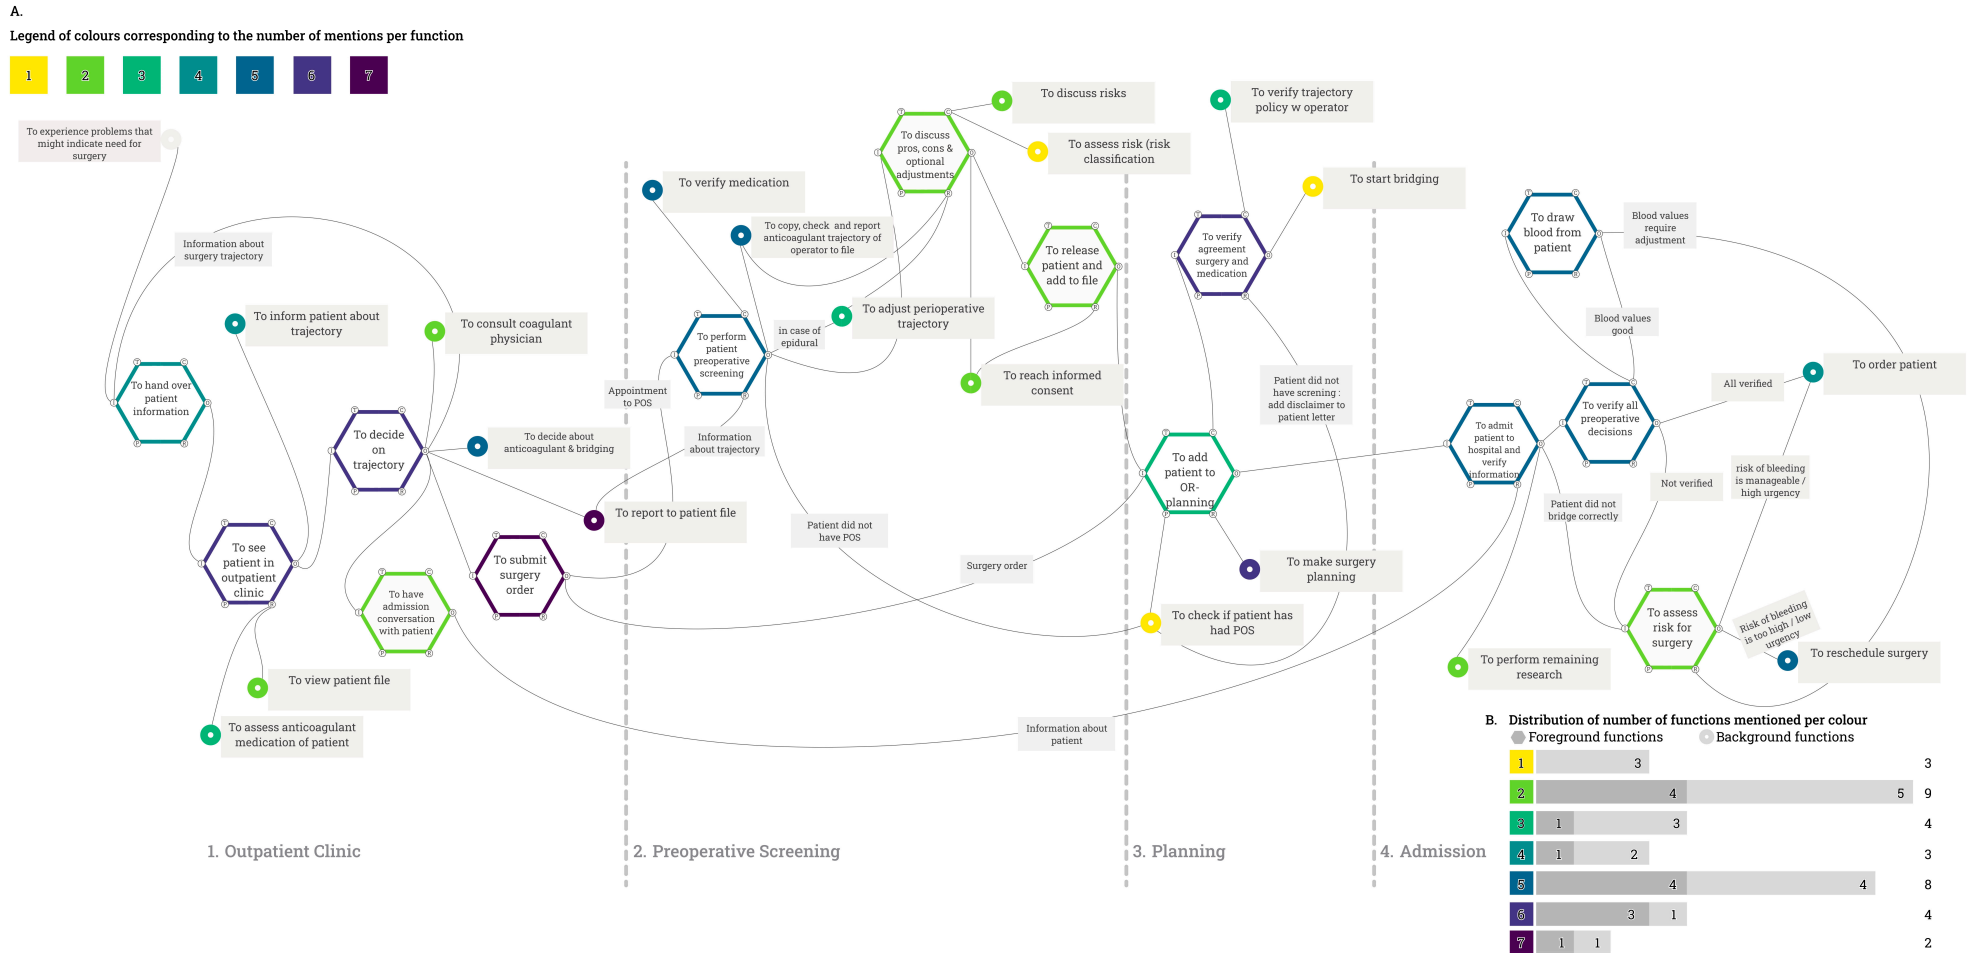 A.
Legend of colours corresponding to the number of mentions per function
1 2 3 4 5 6 7
To experience problems that
might indicate need for
surgery
Information about
surgery trajectory
To inform patient about
trajectory
To consult coagulant
physician
To hand over
patient
information
To decide
on
trajectory
To decide about
anticoagulant & bridging
To see
patient in
outpatient
clinic
To have
admission
conversation
with patient
To submit
surgery
order
To report to patient file
To view patient file
To assess anticoagulant
medication of patient
1. Outpatient Clinic
To verify medication
To copy, check and report
anticoagulant trajectory of
operator to file
To discuss
pros, cons &
optional
adjustments
To discuss risks
To assess risk (risk
classification
To release
patient and
add to file
To adjust perioperative
trajectory
in case of
epidural
To perform
patient
preoperative
screening
Appointment
to POS
Information
about trajectory
To reach informed
consent
Patient did not
have POS
Surgery order
Information about
patient
2. Preoperative Screening
To verify trajectory
policy w operator
To start bridging
To verify
agreement
surgery and
medication
Patient did not
have screning :
add disclaimer to
patient letter
To add
patient to
OR-
planning
To make surgery
planning
To check if patient has
had POS
3. Planning
To draw
blood from
patient
Blood values
require
adjustment
Blood values
good
To order patient
All verified
To verify all
preoperative
decisions
To admit
patient to
hospital and
verify
information
Not verified
risk of bleeding
is manageable /
high urgency
Patient did not
bridge correctly
To assess
risk for
surgery
Risk of bleeding
is too high / low
urgency
To reschedule surgery
To perform remaining
research
4. Admission
B. Distribution of number of functions mentioned per colour
Foreground functions Background functions
1 3 3
2 4 5 9
3 1 3 4
4 1 2 3
5 4 4 8
6 3 1 4
7 1 1 2